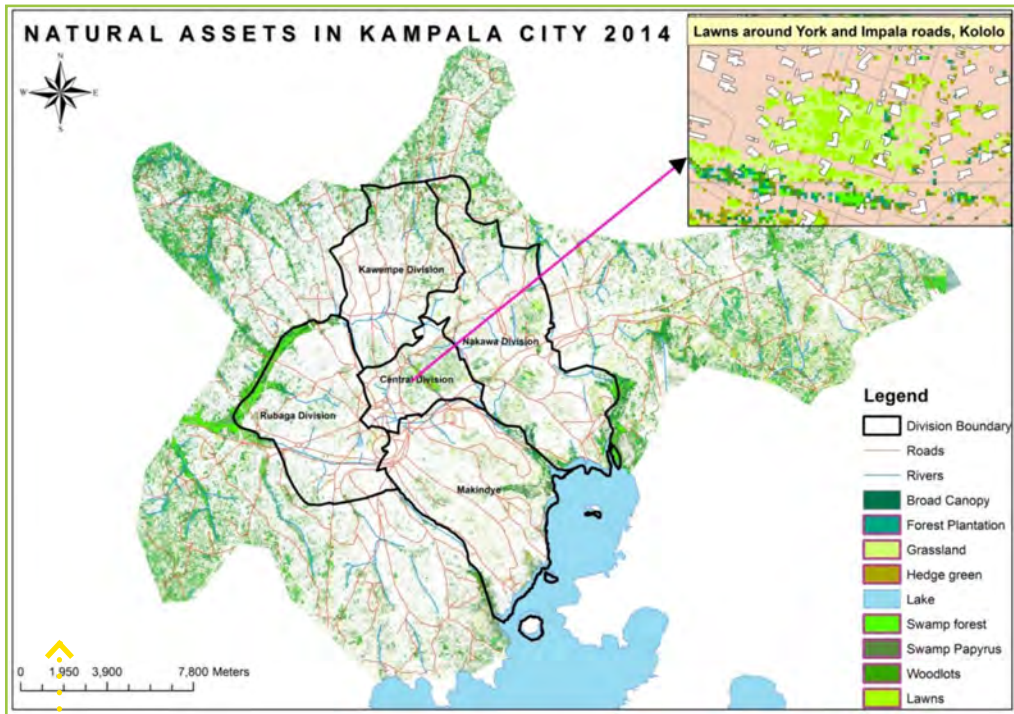 NATURAL ASSETS IN KAMPALA CITY 2014
Lawns around York and Impala roads, Kololo
N
W E
S
Kawempe Division
Nakawa Division
Central Division
Rubaga Division
Makindye
Legend
Division Boundary
Roads
Rivers
Broad Canopy
Forest Plantation
Grassland
Hedge green
Lake
Swamp forest
Swamp Papyrus
Woodlots
Lawns
0 1,950 3,900 7,800 Meters